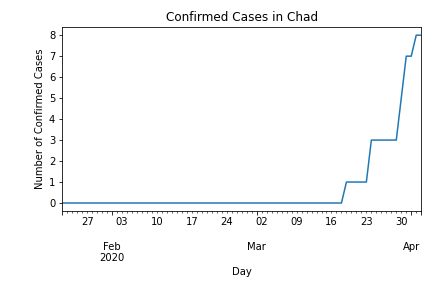 Confirmed Cases in Chad
Number of Confirmed Cases
8
7
6
5
4
3
2
1
0
27 03 10 17 24 02 09 16 23 30
Feb Mar Apr
2020
Day